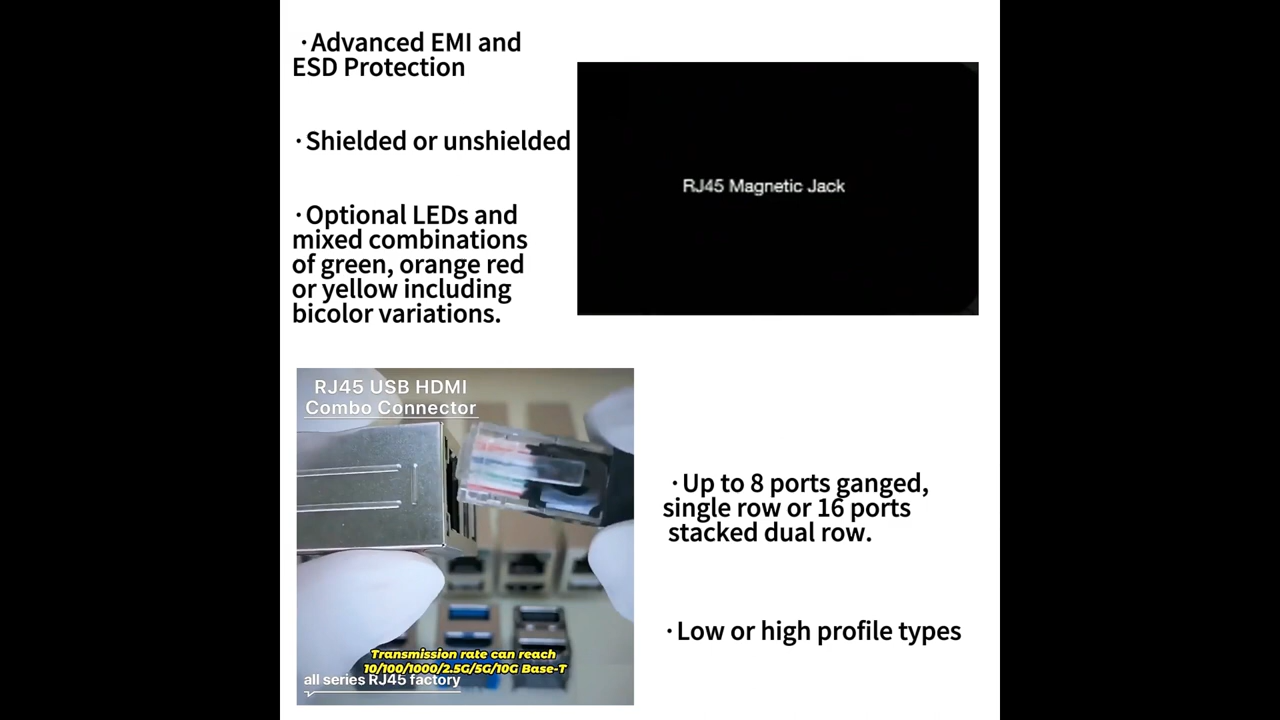 ·Advanced EMI and
ESD Protection
·Shielded or unshielded
·Optional LEDs and
mixed combinations
of green, orange red
or yellow including
bicolor variations.
RJ45 Magnetic Jack
RJ45 USB HDMI
Combo Connector
Transmission rate can reach
10/100/1000/2.5G/5G/10G Base-T
all series RJ45 factory
·Up to 8 ports ganged,
single row or 16 ports
stacked dual row.
·Low or high profile types